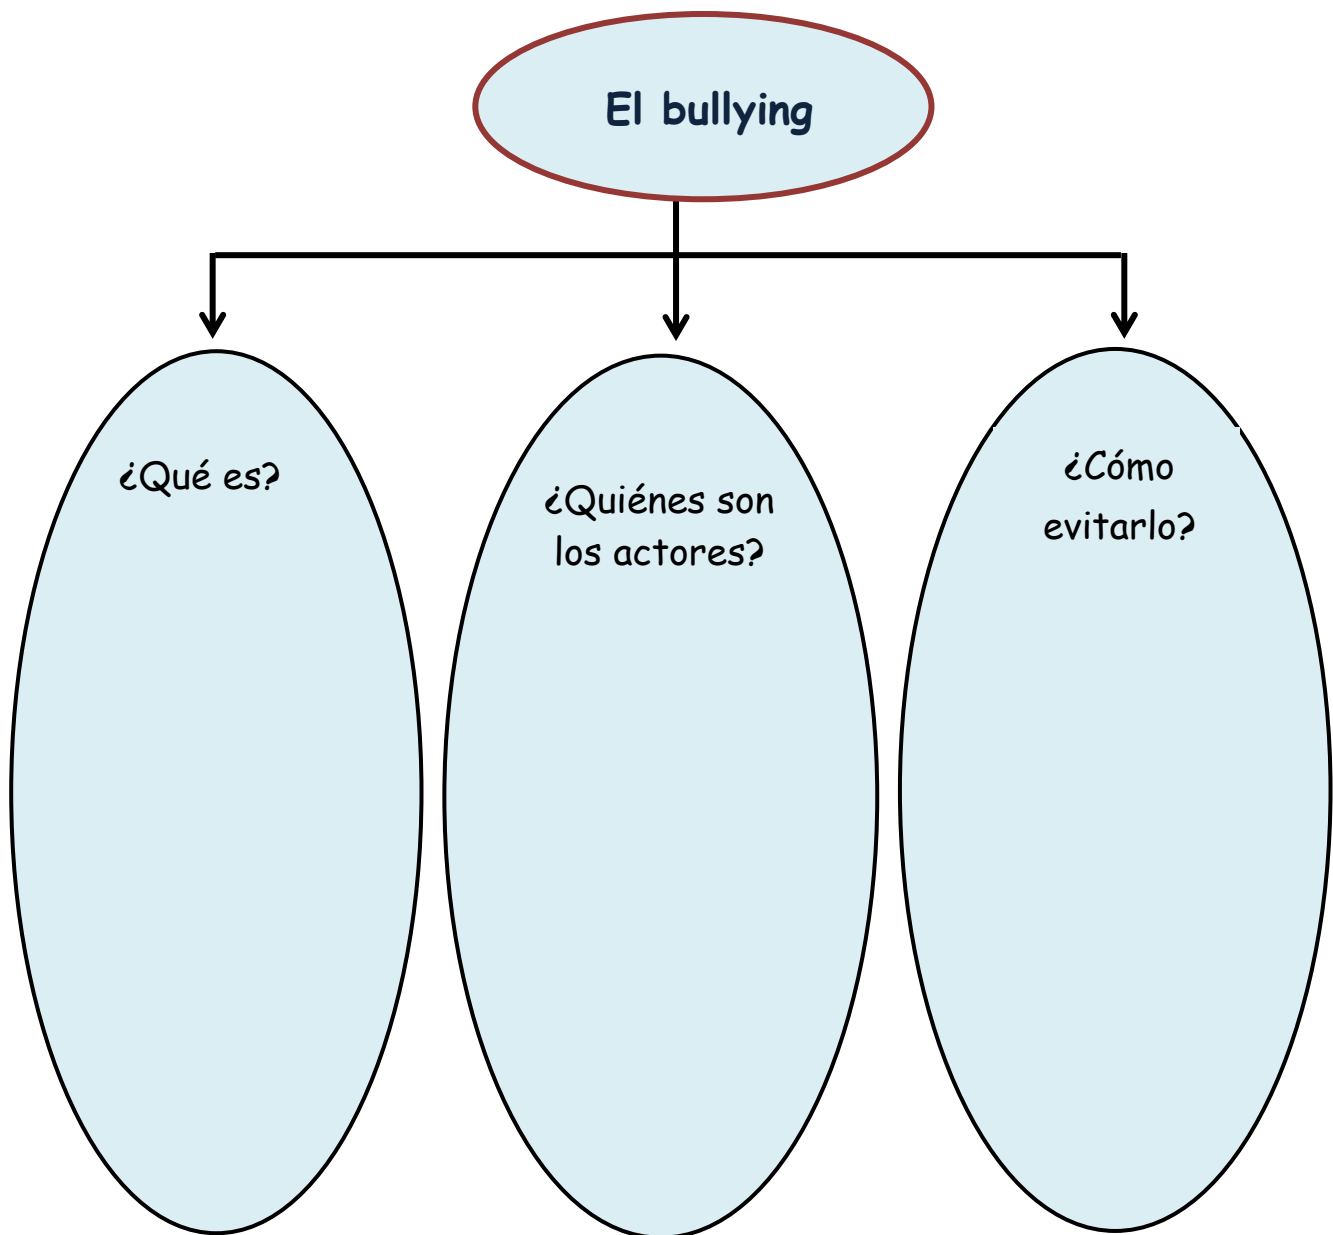 El bullying
¿Qué es?
¿Quiénes son
los actores?
¿Cómo
evitarlo?